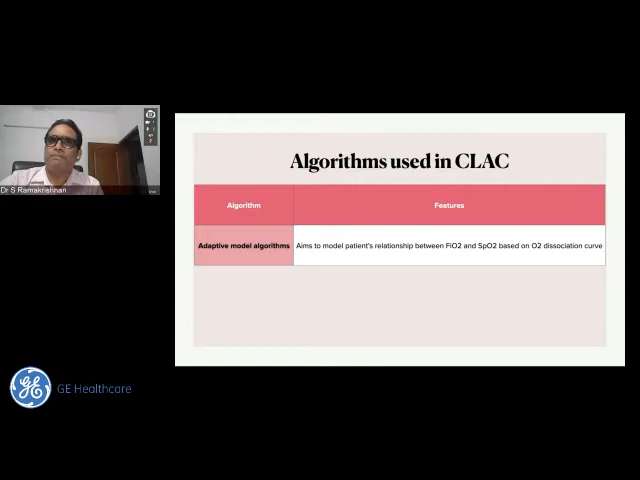 Dr S Ramakrishnan
Algorithms used in CLAC
Algorithm Features
Adaptive model algorithms Aims to model patient's relationship between FiO2 and SpO2 based on O2 dissociation curve
GE GE Healthcare